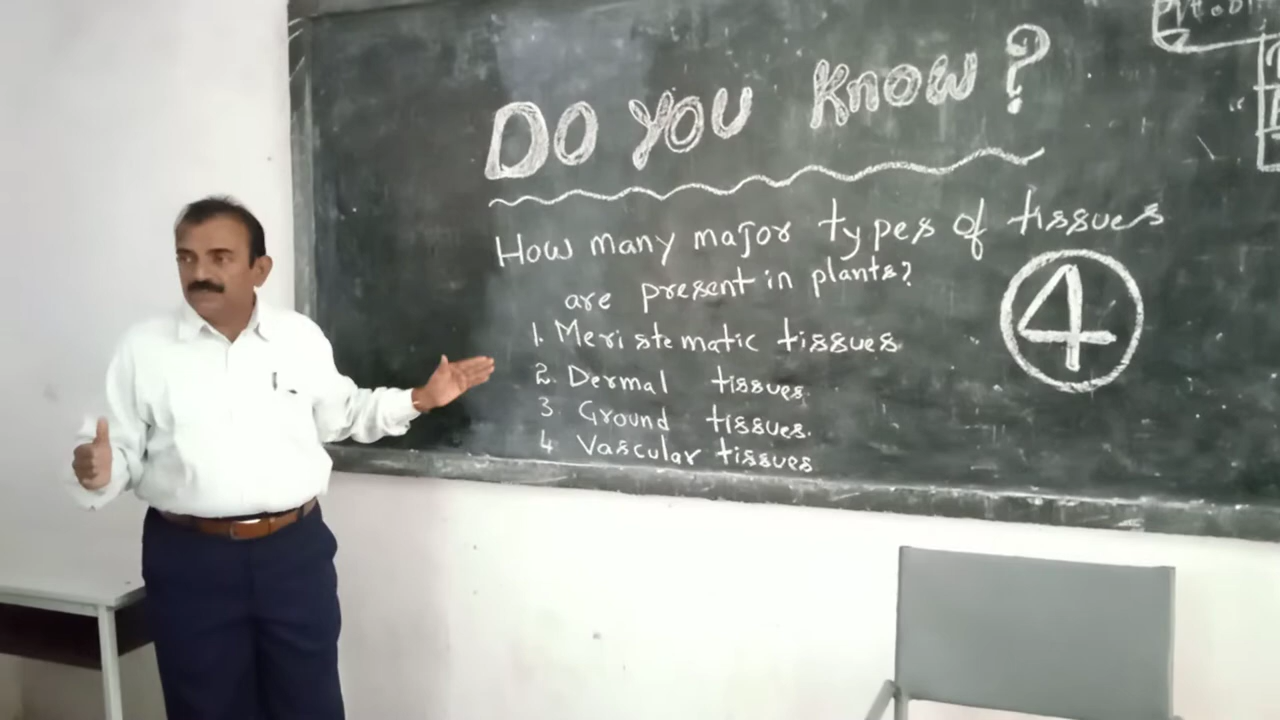 DO YOU KNOW?
How many major types of tissues
are present in plants?
4
1. Meristematic tissues
2. Dermal tissues.
3. Ground tissues.
4 Vascular tissues